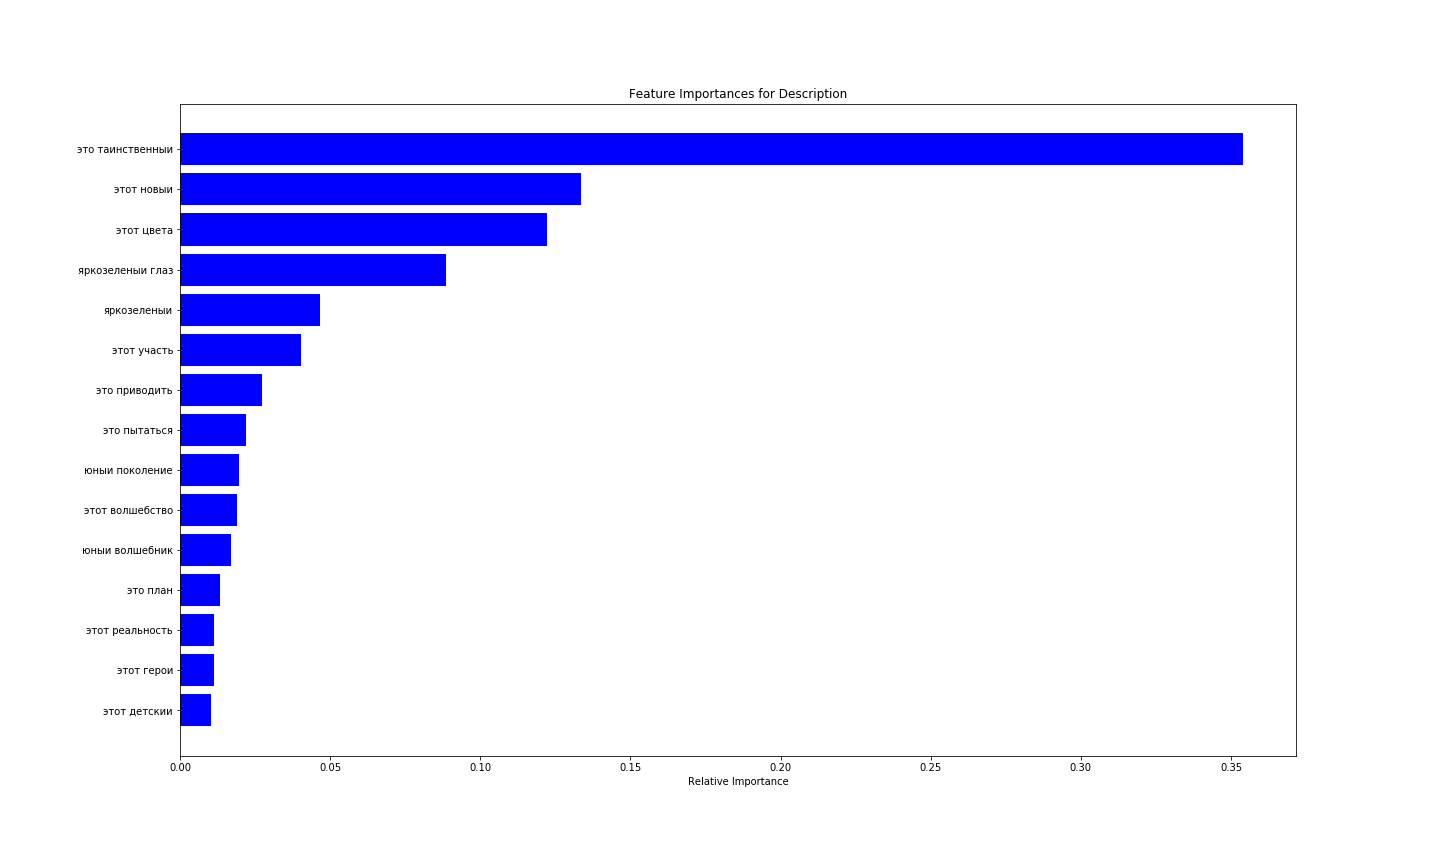 Feature Importances for Description
это таинственныи
этот новыи
этот цвета
яркозеленыи глаз
яркозеленыи
этот участь
это приводить
это пытаться
юныи поколение
этот волшебство
юныи волшебник
это план
этот реальность
этот герои
этот детскии
0.00 0.05 0.10 0.15 0.20 0.25 0.30 0.35
Relative Importance